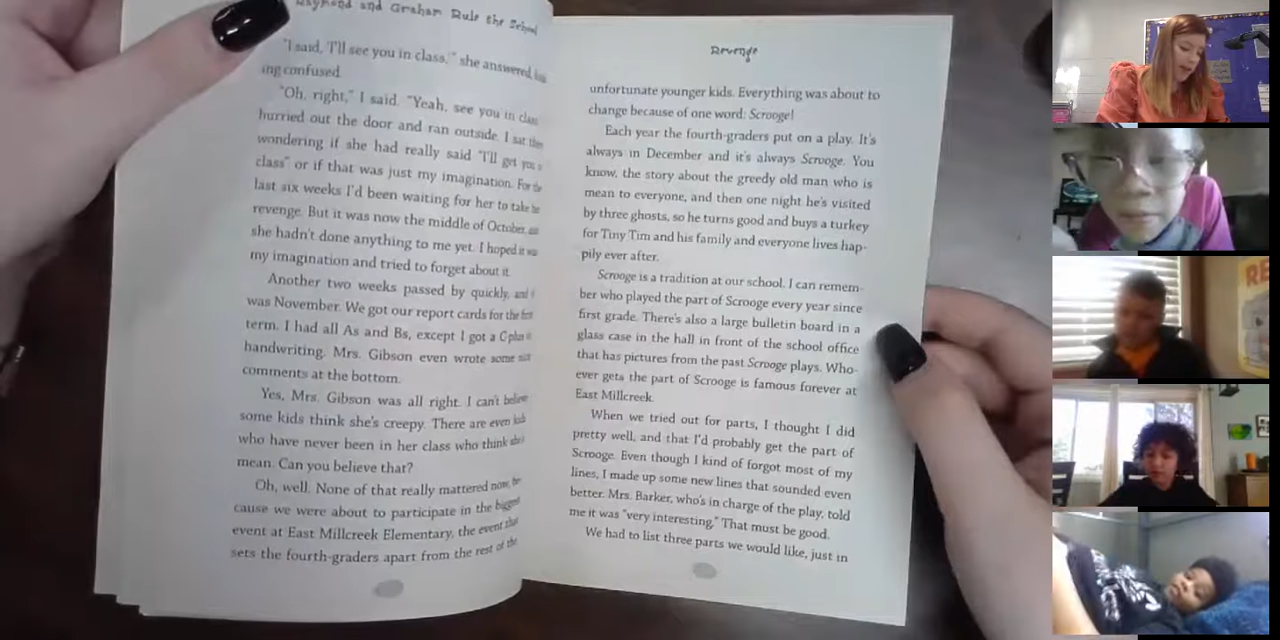 Raymond and Graham Rule the School
"I said, I'll see you in class,'" she answered,
ing confused.
"Oh, right," I said. "Yeah, see you in class
hurried out the door and ran outside. I sat there
wondering if she had really said "I'll get you
class" or if that was just my imagination. For the
last six weeks I'd been waiting for her to take her
revenge. But it was now the middle of October, and
she hadn't done anything to me yet. I hoped it was
my imagination and tried to forget about it.
Another two weeks passed by quickly, and
was November. We got our report cards for the first
term. I had all As and Bs, except I got a C-plus in
handwriting. Mrs. Gibson even wrote some nice
comments at the bottom.
Yes, Mrs. Gibson was all right. I can't believe
some kids think she's creepy. There are even kids
who have never been in her class who think she's
mean. Can you believe that?
Oh, well. None of that really mattered now, be-
cause we were about to participate in the biggest
event at East Millcreek Elementary, the event that
sets the fourth-graders apart from the rest of the
Revenge
unfortunate younger kids. Everything was about to
change because of one word: Scrooge!
Each year the fourth-graders put on a play. It's
always in December and it's always Scrooge. You
know, the story about the greedy old man who is
mean to everyone, and then one night he's visited
by three ghosts, so he turns good and buys a turkey
for Tiny Tim and his family and everyone lives hap-
pily ever after.
Scrooge is a tradition at our school. I can remem-
ber who played the part of Scrooge every year since
first grade. There's also a large bulletin board in a
glass case in the hall in front of the school office
that has pictures from the past Scrooge plays. Who-
ever gets the part of Scrooge is famous forever at
East Millcreek.
When we tried out for parts, I thought I did
pretty well, and that I'd probably get the part of
Scrooge. Even though I kind of forgot most of my
lines, I made up some new lines that sounded even
better. Mrs. Barker, who's in charge of the play, told
me it was "very interesting." That must be good.
We had to list three parts we would like, just in